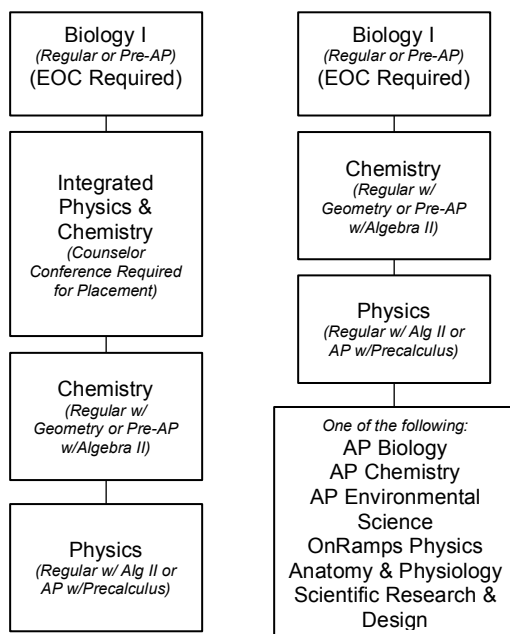 Biology I
(Regular or Pre-AP)
(EOC Required)
Integrated
Physics &
Chemistry
(Counselor
Conference Required
for Placement)
Chemistry
(Regular w/
Geometry or Pre-AP
w/Algebra II)
Physics
(Regular w/ Alg II or
AP w/Precalculus)
Biology I
(Regular or Pre-AP)
(EOC Required)
Chemistry
(Regular w/
Geometry or Pre-AP
w/Algebra II)
Physics
(Regular w/ Alg II or
AP w/Precalculus)
One of the following:
AP Biology
AP Chemistry
AP Environmental
Science
OnRamps Physics
Anatomy & Physiology
Scientific Research &
Design